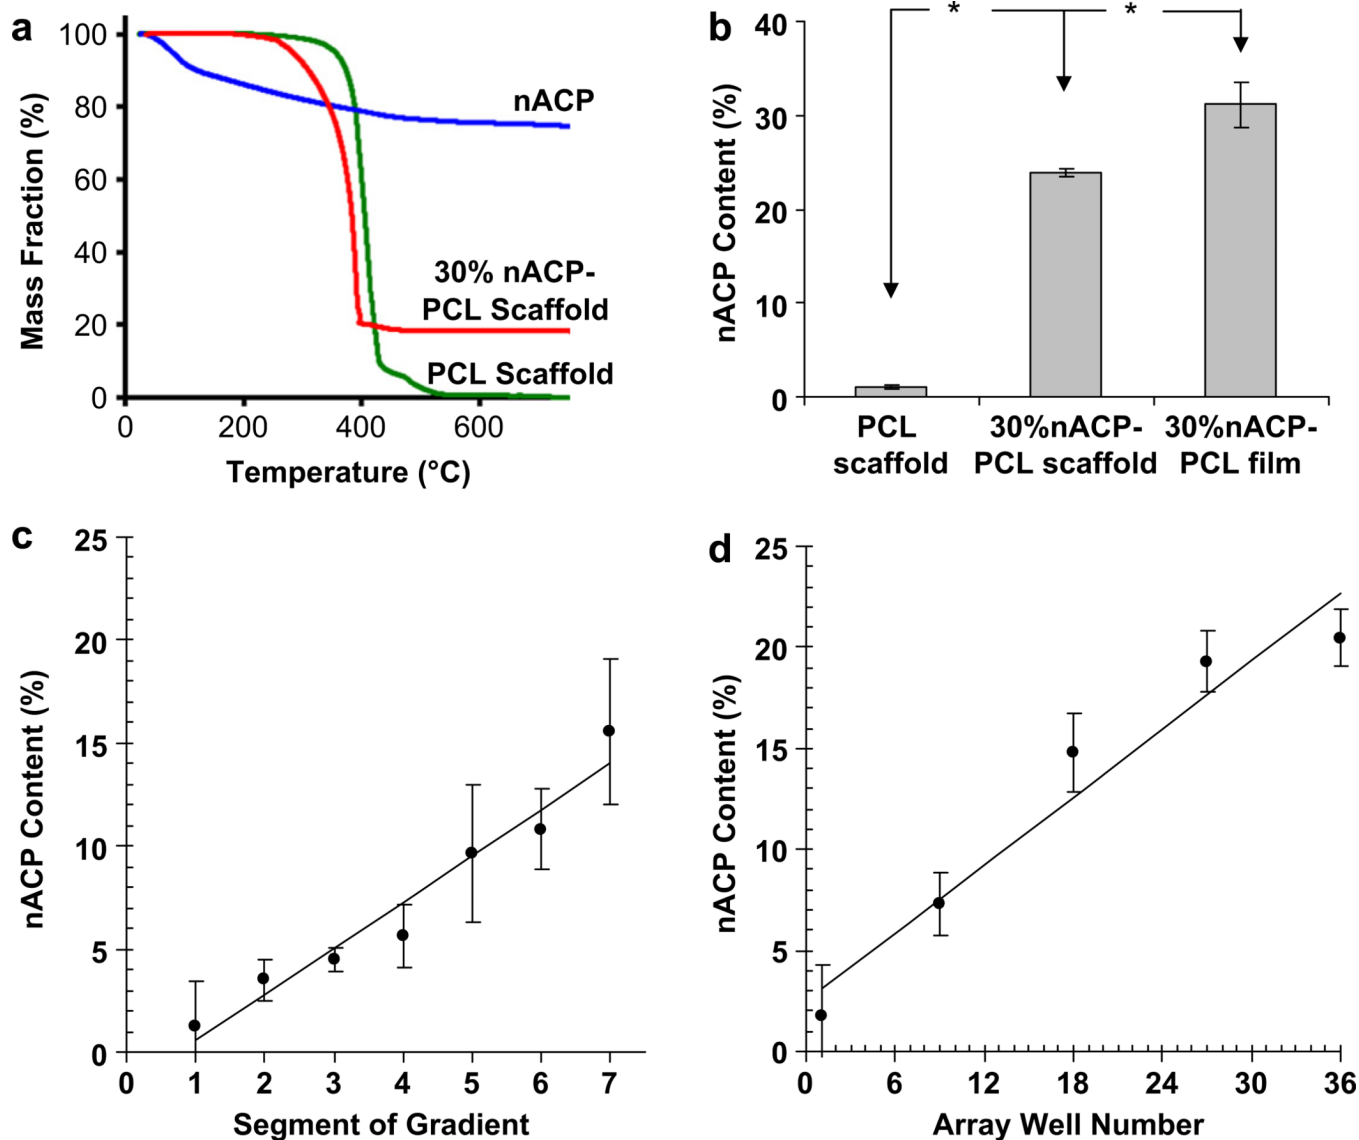 a
100
80
60
40
20
0
Mass Fraction (%)
nACP
30% nACP-
PCL Scaffold
PCL Scaffold
0 200 400 600
Temperature (°C)
b
* *
40
30
20
10
0
nACP Content (%)
PCL
scaffold
30%nACP-
PCL scaffold
30%nACP-
PCL film
c
25
20
15
10
5
0
nACP Content (%)
0 1 2 3 4 5 6 7
Segment of Gradient
d
25
20
15
10
5
0
nACP Content (%)
0 6 12 18 24 30 36
Array Well Number